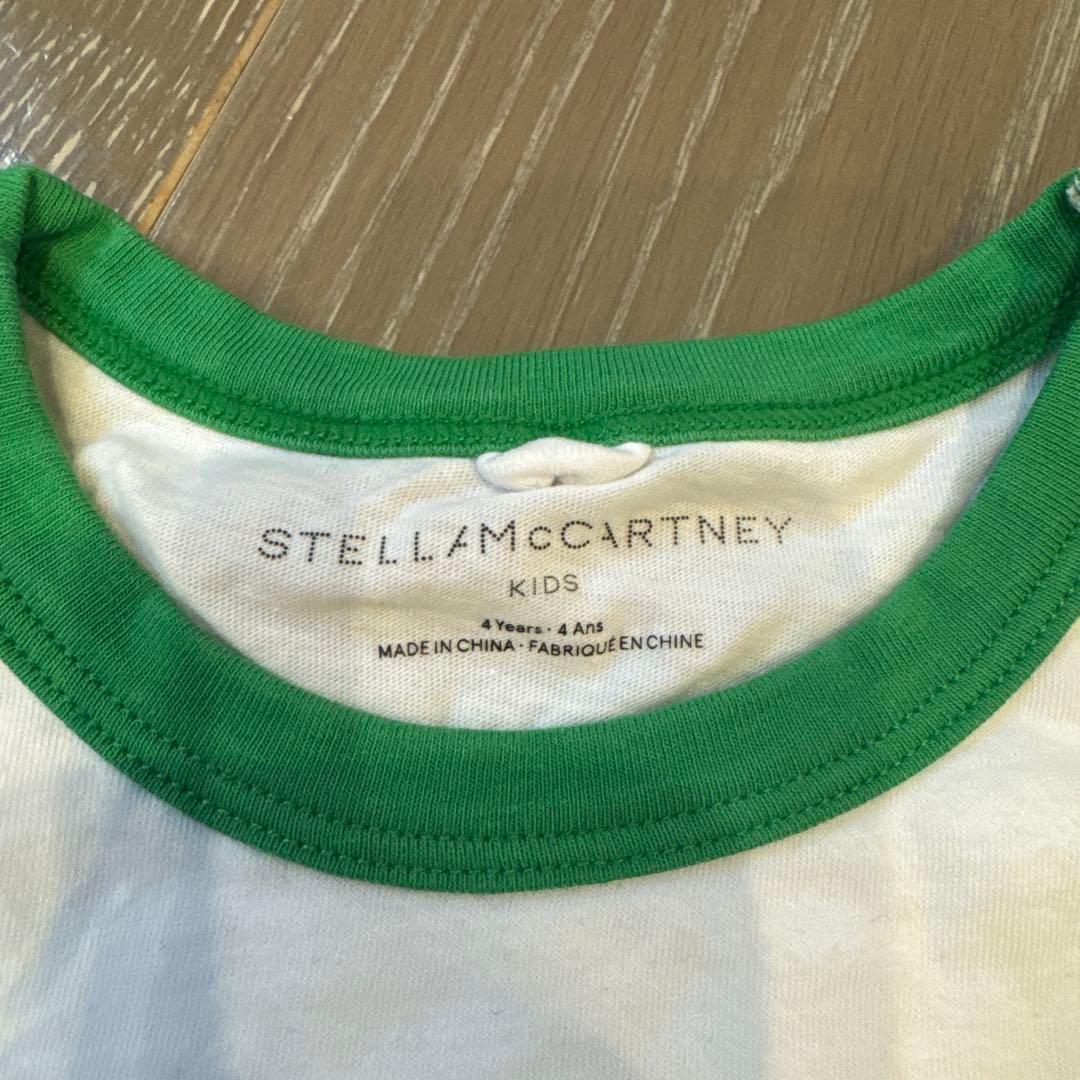 STELLAMcCARTNEY
KIDS
4 Years · 4 Ans
MADE IN CHINA · FABRIQUÉ EN CHINE